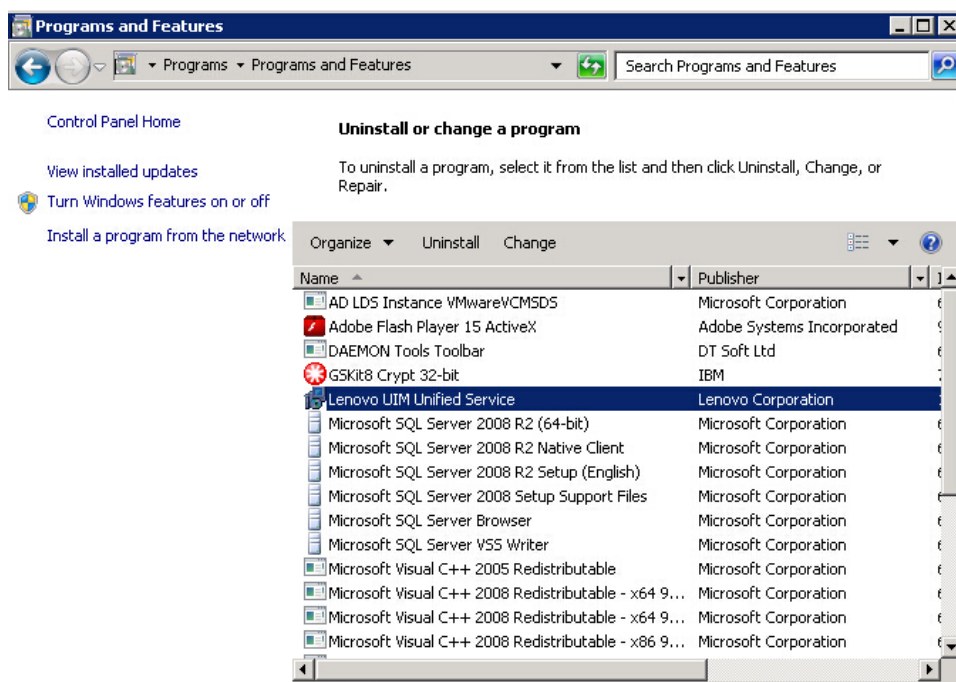 Programs and Features
Programs Programs and Features Search Programs and Features
Control Panel Home
View installed updates
Turn Windows features on or off
Install a program from the network
Uninstall or change a program
To uninstall a program, select it from the list and then click Uninstall, Change, or
Repair.
Organize Uninstall Change
Name Publisher
AD LDS Instance VMwareVCMSDS Microsoft Corporation
Adobe Flash Player 15 ActiveX Adobe Systems Incorporated
DAEMON Tools Toolbar DT Soft Ltd
GSKit8 Crypt 32-bit IBM
Lenovo UIM Unified Service Lenovo Corporation
Microsoft SQL Server 2008 R2 (64-bit) Microsoft Corporation
Microsoft SQL Server 2008 R2 Native Client Microsoft Corporation
Microsoft SQL Server 2008 R2 Setup (English) Microsoft Corporation
Microsoft SQL Server 2008 Setup Support Files Microsoft Corporation
Microsoft SQL Server Browser Microsoft Corporation
Microsoft SQL Server VSS Writer Microsoft Corporation
Microsoft Visual C++ 2005 Redistributable Microsoft Corporation
Microsoft Visual C++ 2008 Redistributable - x64 9... Microsoft Corporation
Microsoft Visual C++ 2008 Redistributable - x64 9... Microsoft Corporation
Microsoft Visual C++ 2008 Redistributable - x86 9... Microsoft Corporation